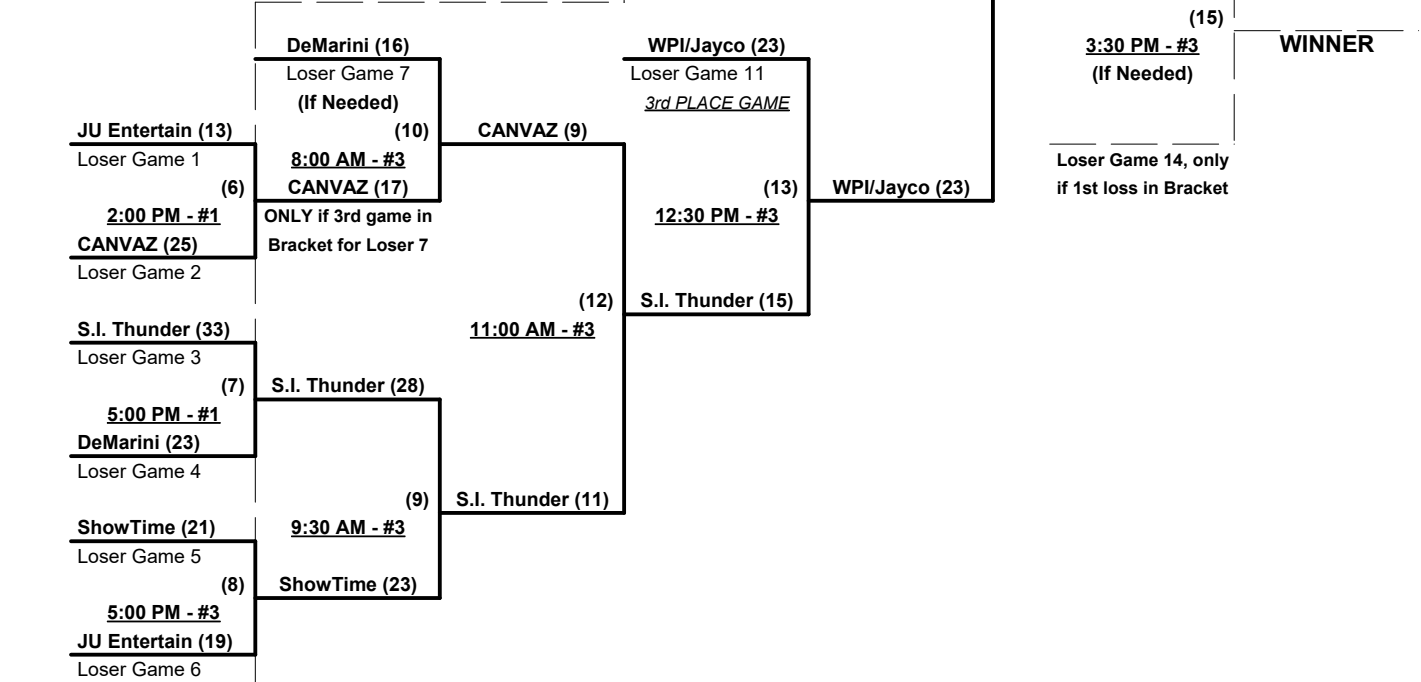 (15)
DeMarini (16)
WPI/Jayco (23)
3:30 PM - #3
WINNER
Loser Game 7
Loser Game 11
(If Needed)
(If Needed)
3rd PLACE GAME
JU Entertain (13)
(10)
CANVAZ (9)
Loser Game 1
8:00 AM - #3
Loser Game 14, only
(6)
CANVAZ (17)
(13)
WPI/Jayco (23)
if 1st loss in Bracket
2:00 PM - #1
ONLY if 3rd game in
12:30 PM - #3
CANVAZ (25)
Bracket for Loser 7
Loser Game 2
(12)
S.I. Thunder (15)
S.I. Thunder (33)
11:00 AM - #3
Loser Game 3
(7)
S.I. Thunder (28)
5:00 PM - #1
DeMarini (23)
Loser Game 4
(9)
S.I. Thunder (11)
ShowTime (21)
9:30 AM - #3
Loser Game 5
(8)
ShowTime (23)
5:00 PM - #3
JU Entertain (19)
Loser Game 6